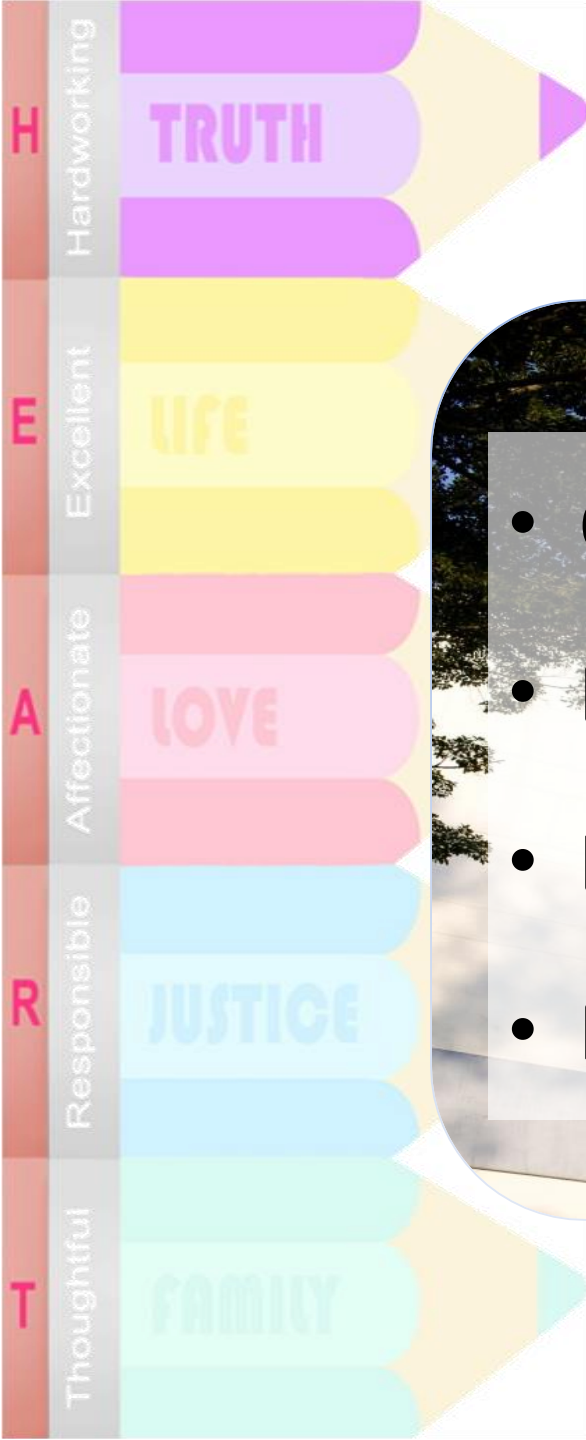 H Hardworking TRUTH
E Excellent LIFE
A Affectionate LOVE
R Responsible JUSTICE
T Thoughtful FAMILY